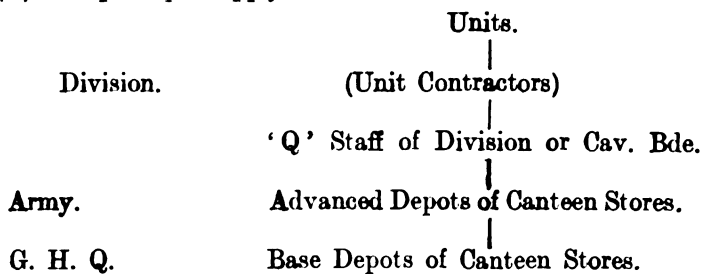 Units.
Division. (Unit Contractors)
‘Q’ Staff of Division or Cav. Bde.
Army. Advanced Depots of Canteen Stores.
G. H. Q. Base Depots of Canteen Stores.